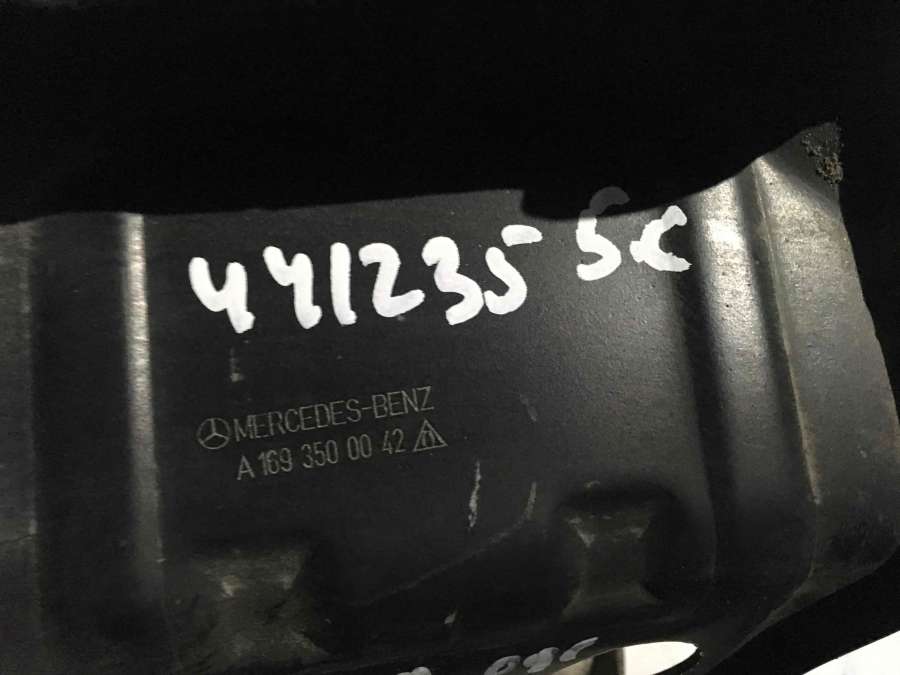 441235 5c
MERCEDES-BENZ
A 169 350 00 42